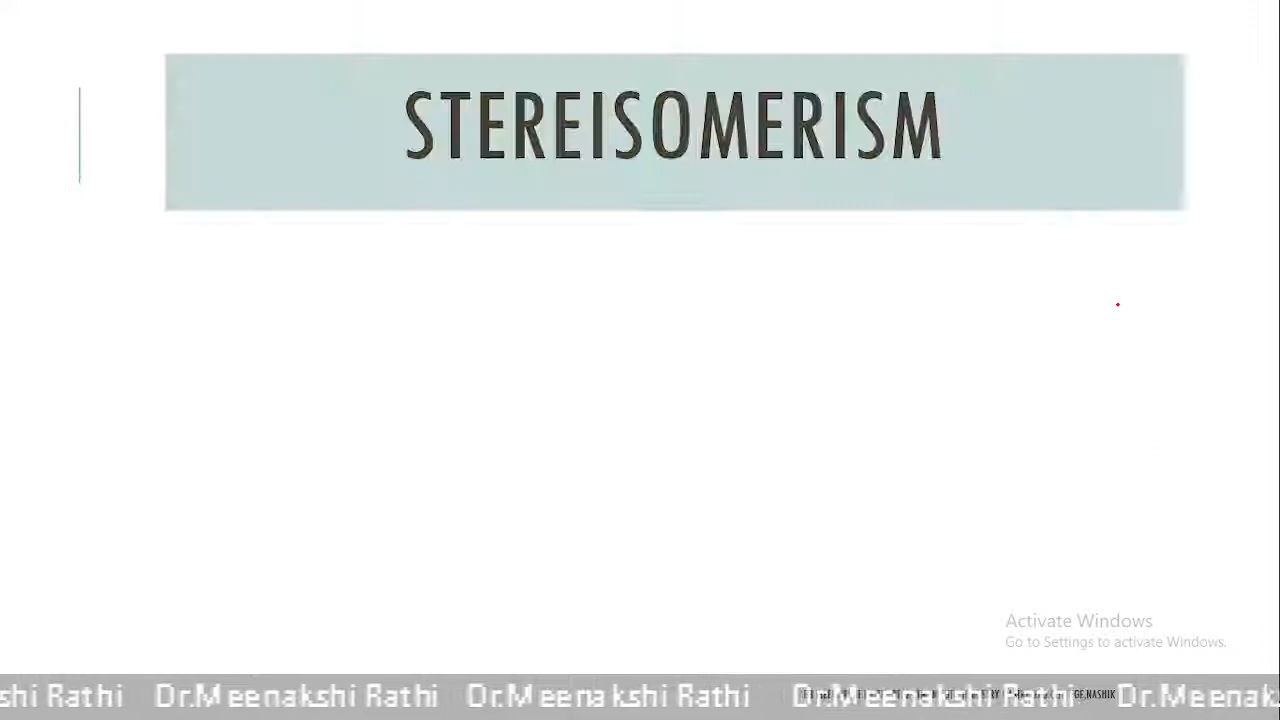 STEREISOMERISM
Activate Windows
Go to Settings to activate Windows.
shi Rathi Dr.Meenakshi Rathi Dr.Meenakshi Rathi Dr.Meenakshi Rathi Dr.Meenaks